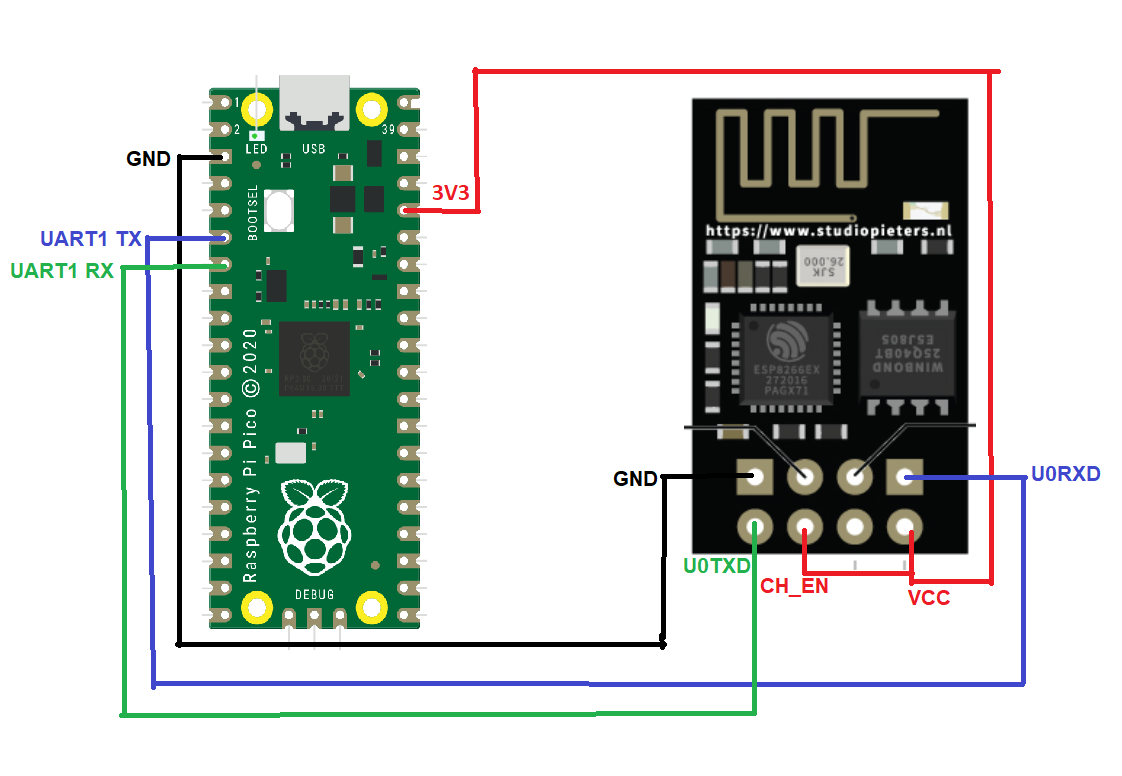 1
2
39
LED
USB
GND
BOOTSEL
3V3
UART1 TX
UART1 RX
https://www.studiopieters.nl
SJK
26.000
ESP8266EX
272016
PAGX71
WINBOND
25Q40BT
ESJ805
Raspberry Pi Pico © 2020
GND
U0RXD
U0TXD
CH_EN
VCC
DEBUG